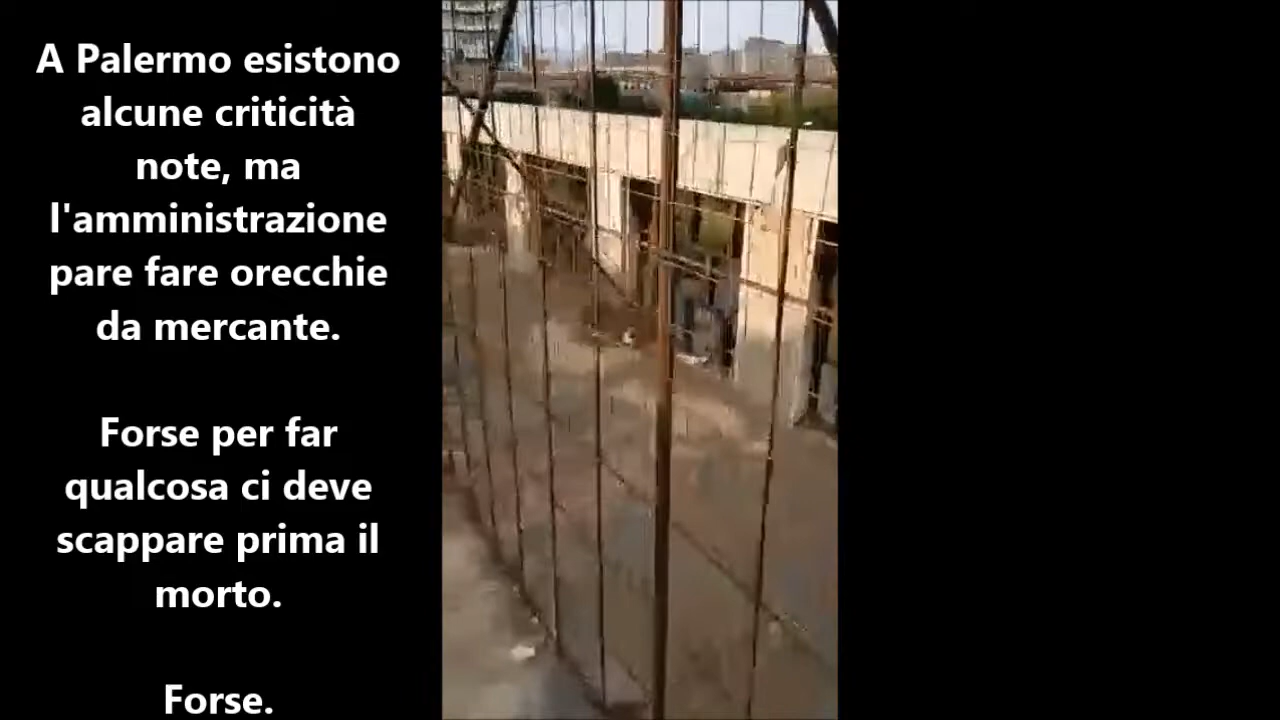 A Palermo esistono
alcune criticità
note, ma
l'amministrazione
pare fare orecchie
da mercante.
Forse per far
qualcosa ci deve
scappare prima il
morto.
Forse.